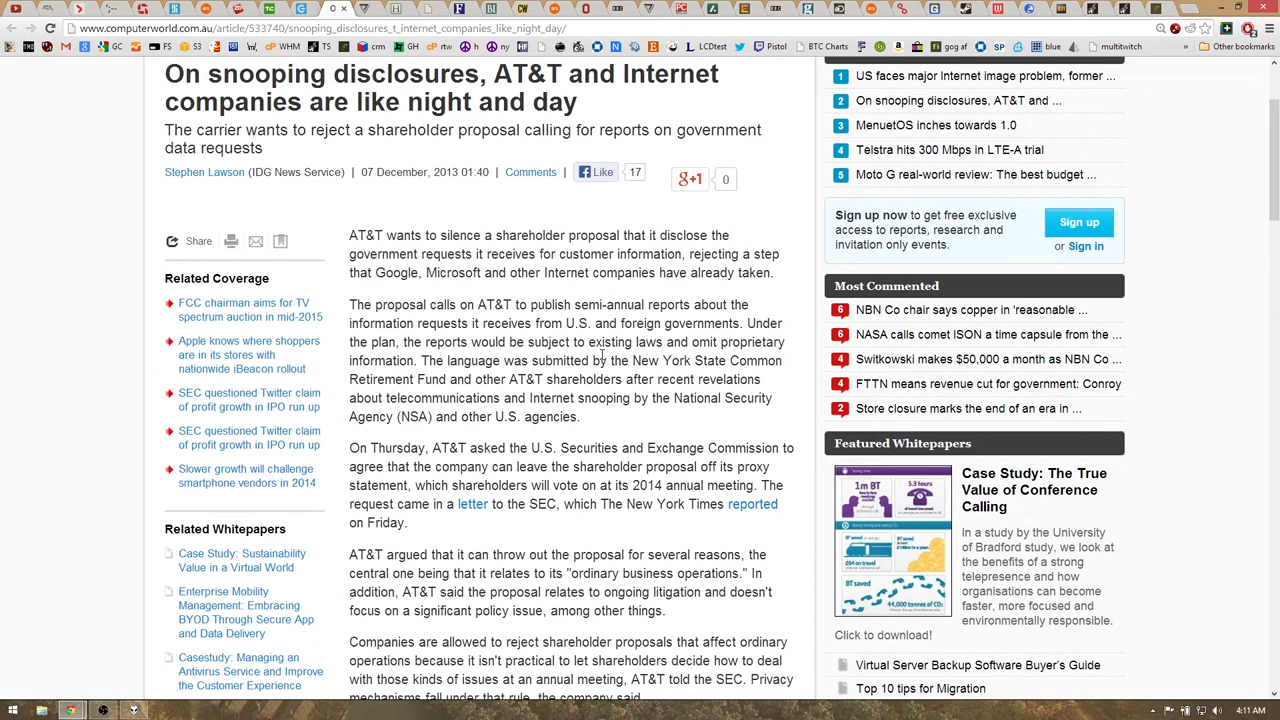 www.computerworld.com.au/article/533740/snooping_disclosures_t_internet_companies_like_night_day/
GC
FS
S3
WHM
TS
crm
rtw
ny
HF
LCDtest
Pistol
BTC Charts
gog af
SP
blue
multitwitch
»
Other bookmarks
On snooping disclosures, AT&T and Internet
companies are like night and day
The carrier wants to reject a shareholder proposal calling for reports on government
data requests
Stephen Lawson (IDG News Service) | 07 December, 2013 01:40 | Comments | Like 17 g+1 0
Share
Related Coverage
FCC chairman aims for TV
spectrum auction in mid-2015
Apple knows where shoppers
are in its stores with
nationwide iBeacon rollout
SEC questioned Twitter claim
of profit growth in IPO run up
SEC questioned Twitter claim
of profit growth in IPO run up
Slower growth will challenge
smartphone vendors in 2014
Related Whitepapers
Case Study: Sustainability
Value in a Virtual World
Enterprise Mobility
Management: Embracing
BYOD Through Secure App
and Data Delivery
Casestudy: Managing an
Antivirus Service and Improve
the Customer Experience
AT&T wants to silence a shareholder proposal that it disclose the
government requests it receives for customer information, rejecting a step
that Google, Microsoft and other Internet companies have already taken.
The proposal calls on AT&T to publish semi-annual reports about the
information requests it receives from U.S. and foreign governments. Under
the plan, the reports would be subject to existing laws and omit proprietary
information. The language was submitted by the New York State Common
Retirement Fund and other AT&T shareholders after recent revelations
about telecommunications and Internet snooping by the National Security
Agency (NSA) and other U.S. agencies.
On Thursday, AT&T asked the U.S. Securities and Exchange Commission to
agree that the company can leave the shareholder proposal off its proxy
statement, which shareholders will vote on at its 2014 annual meeting. The
request came in a letter to the SEC, which The New York Times reported
on Friday.
AT&T argued that it can throw out the proposal for several reasons, the
central one being that it relates to its "ordinary business operations." In
addition, AT&T said the proposal relates to ongoing litigation and doesn't
focus on a significant policy issue, among other things.
Companies are allowed to reject shareholder proposals that affect ordinary
operations because it isn't practical to let shareholders decide how to deal
with those kinds of issues at an annual meeting, AT&T told the SEC. Privacy
mechanisms fall under that rule, the company said.
1 US faces major Internet image problem, former ...
2 On snooping disclosures, AT&T and ...
3 MenuetOS inches towards 1.0
4 Telstra hits 300 Mbps in LTE-A trial
5 Moto G real-world review: The best budget ...
Sign up now to get free exclusive
access to reports, research and
invitation only events.
Sign up
or Sign in
Most Commented
6 NBN Co chair says copper in 'reasonable ...
6 NASA calls comet ISON a time capsule from the ...
4 Switkowski makes $50,000 a month as NBN Co ...
4 FTTN means revenue cut for government: Conroy
2 Store closure marks the end of an era in ...
Featured Whitepapers
1m BT
5.3 hours
BT saved
44,000 tonnes of CO2
Case Study: The True
Value of Conference
Calling
In a study by the University
of Bradford study, we look at
the benefits of a strong
telepresence and how
organisations can become
faster, more focused and
environmentally responsible.
Click to download!
Virtual Server Backup Software Buyer's Guide
Top 10 tips for Migration
4:11 AM